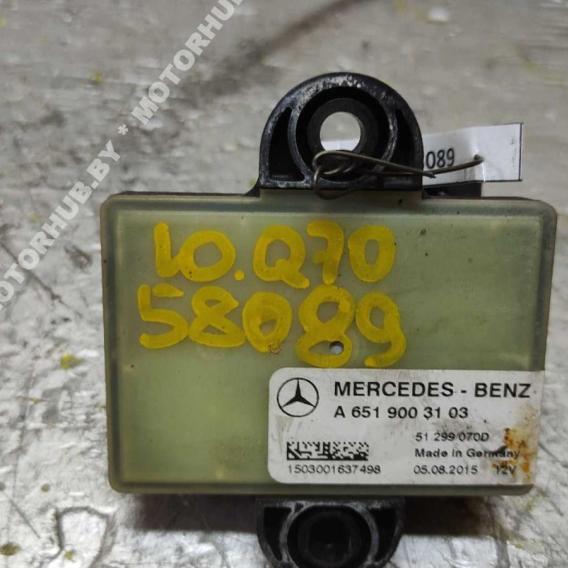 MOTORHUB.BY * MOTORHUB
8089
10.Q70
58089
MERCEDES - BENZ
A 651 900 31 03
51 299 070D
Made in Germany
1503001637498 05.08.2015 12V